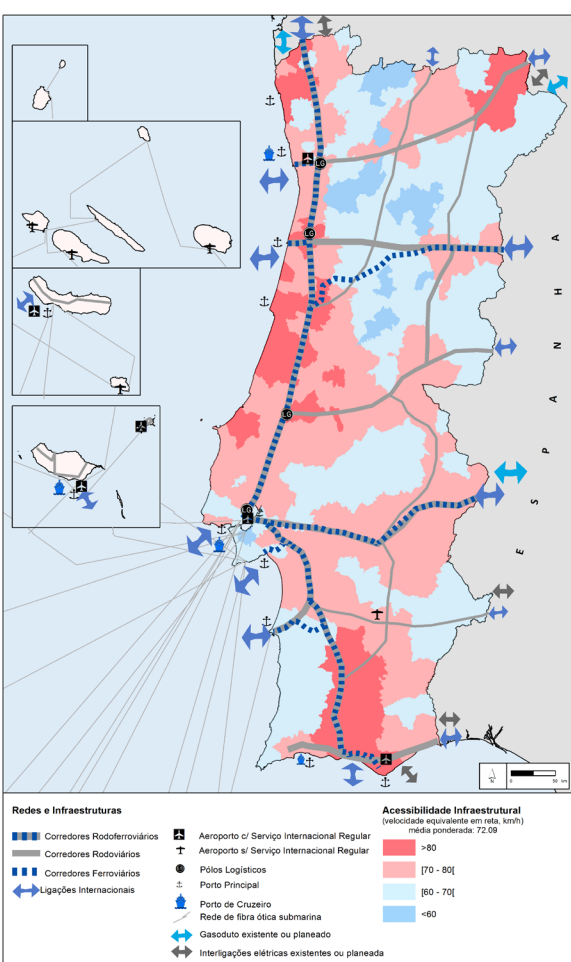 LG
LG
LG
LG
E S P A N H A
N
0 50 km
Redes e Infraestruturas
Corredores Rodoferroviários
Corredores Rodoviários
Corredores Ferroviários
Ligações Internacionais
Aeroporto c/ Serviço Internacional Regular
Aeroporto s/ Serviço Internacional Regular
Pólos Logísticos
Porto Principal
Porto de Cruzeiro
Rede de fibra ótica submarina
Gasoduto existente ou planeado
Interligações elétricas existentes ou planeada
Acessibilidade Infraestrutural
(velocidade equivalente em reta, km/h)
média ponderada: 72.09
>80
[70 - 80[
[60 - 70[
<60